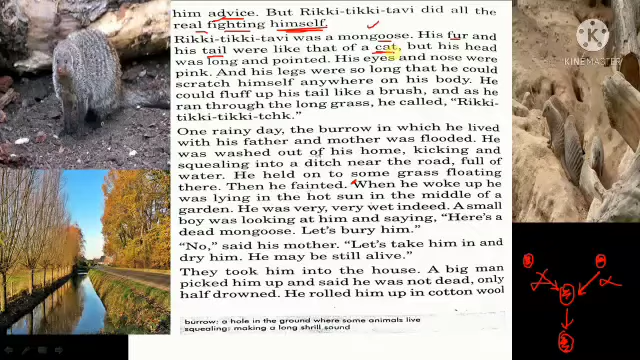 him advice. But Rikki-tikki-tavi did all the
real fighting himself.
Rikki-tikki-tavi was a mongoose. His fur and
his tail were like that of a cat, but his head
was long and pointed. His eyes and nose were
pink. And his legs were so long that he could
scratch himself anywhere on his body. He
could fluff up his tail like a brush, and as he
ran through the long grass, he called, “Rikki-
tikki-tikki-tchk.”
One rainy day, the burrow in which he lived
with his father and mother was flooded. He
was washed out of his home, kicking and
squealing into a ditch near the road, full of
water. He held on to some grass floating
there. Then he fainted. When he woke up he
was lying in the hot sun in the middle of a
garden. He was very, very wet indeed. A small
boy was looking at him and saying, “Here’s a
dead mongoose. Let’s bury him.”
“No,” said his mother. “Let’s take him in and
dry him. He may be still alive.”
They took him into the house. A big man
picked him up and said he was not dead, only
half drowned. He rolled him up in cotton wool
burrow: a hole in the ground where some animals live
squealing: making a long shrill sound
KINEMASTER